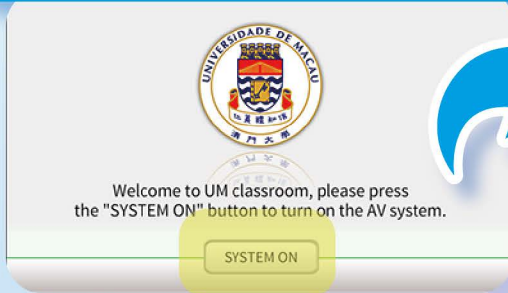 UNIVERSIDADE DE MACAU
澳門大學
Welcome to UM classroom, please press
the "SYSTEM ON" button to turn on the AV system.
SYSTEM ON